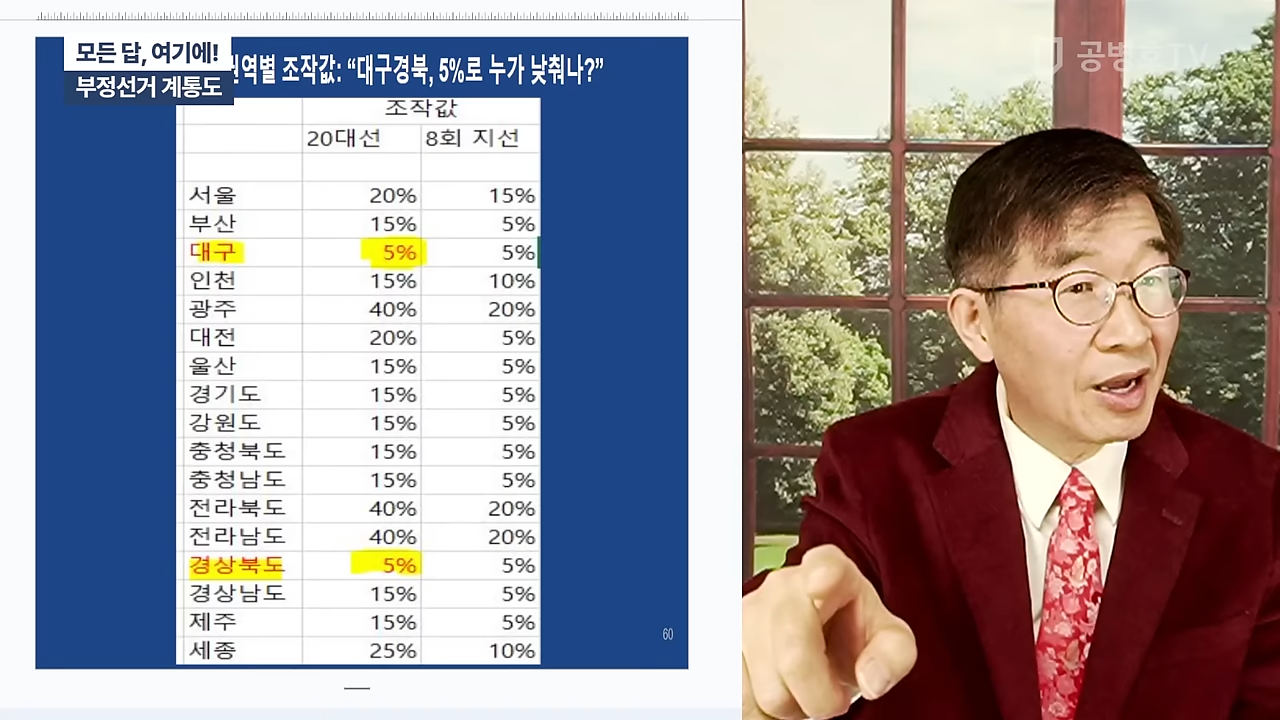 모든 답, 여기에!
부정선거 계통도
권역별 조작값: “대구경북, 5%로 누가 낮춰나?”
조작값
20대선 8회 지선
서울 20% 15%
부산 15% 5%
대구 5% 5%
인천 15% 10%
광주 40% 20%
대전 20% 5%
울산 15% 5%
경기도 15% 5%
강원도 15% 5%
충청북도 15% 5%
충청남도 15% 5%
전라북도 40% 20%
전라남도 40% 20%
경상북도 5% 5%
경상남도 15% 5%
제주 15% 5%
세종 25% 10%
60
공병호TV